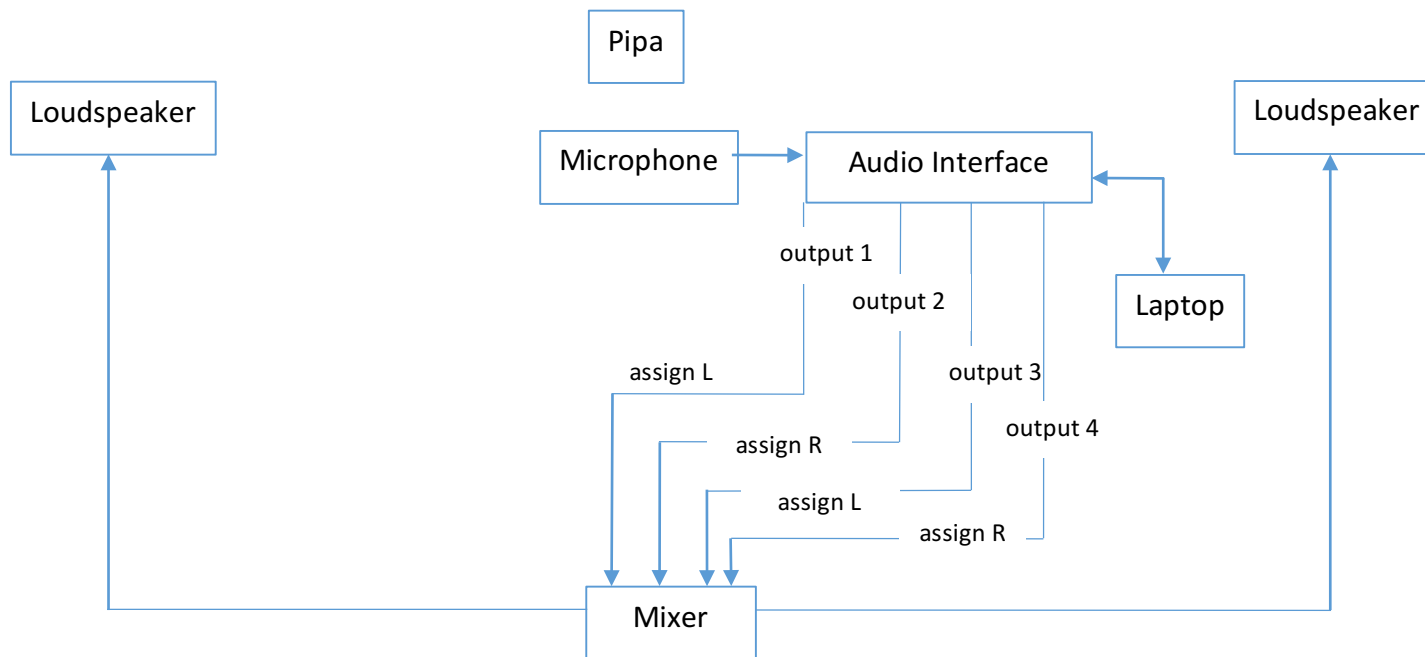 Pipa
Loudspeaker
Loudspeaker
Microphone
Audio Interface
output 1
output 2
Laptop
assign L
output 3
output 4
assign R
assign L
assign R
Mixer